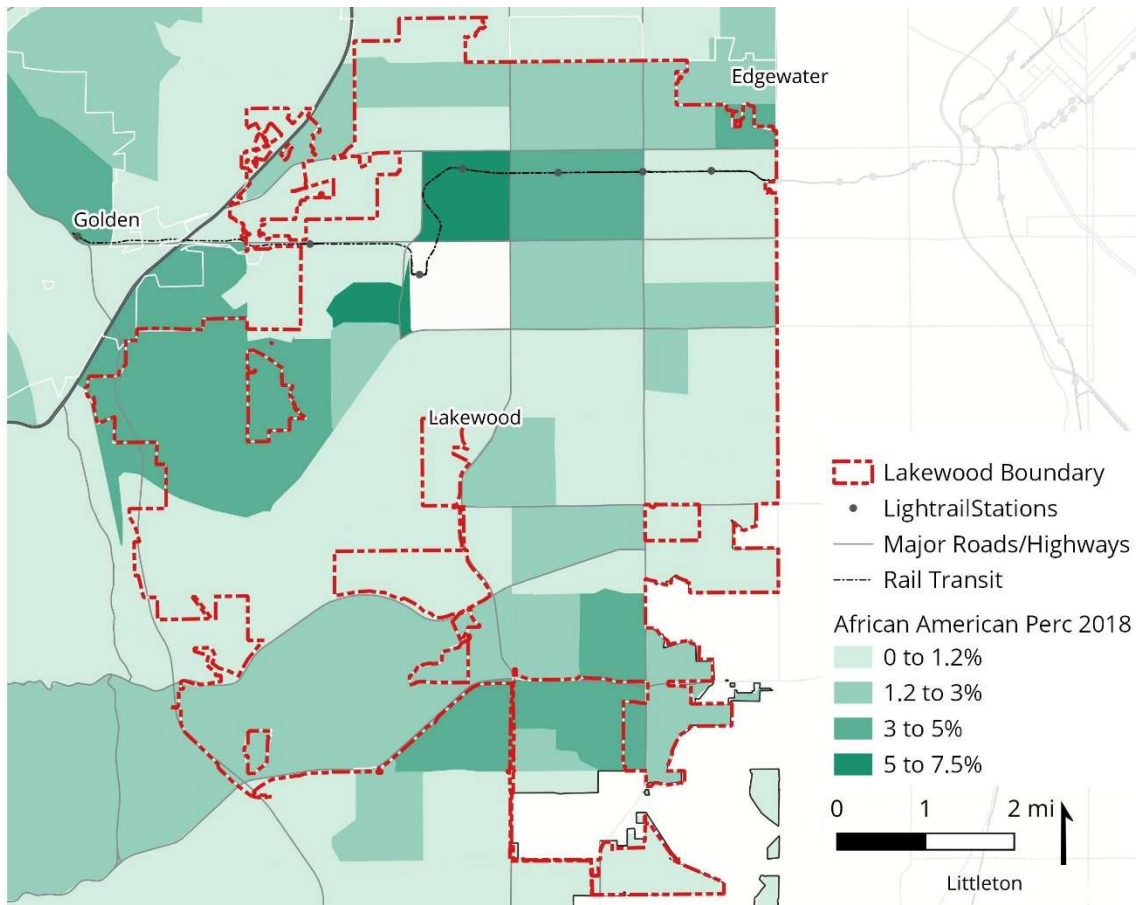 Edgewater
Golden
Lakewood
Lakewood Boundary
LightrailStations
Major Roads/Highways
Rail Transit
African American Perc 2018
0 to 1.2%
1.2 to 3%
3 to 5%
5 to 7.5%
0 1 2 mi
Littleton